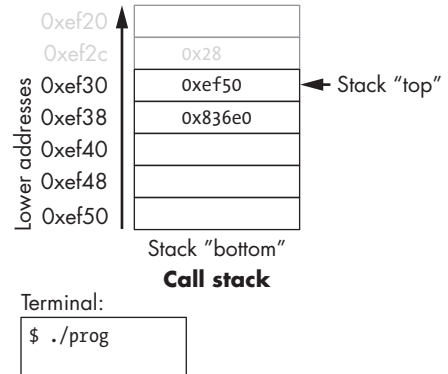 0xef20
0xef2c 0x28
0xef30 0xef50 Stack “top”
0xef38 0x836e0
0xef40
0xef48
0xef50
Lower addresses
Stack “bottom”
Call stack
Terminal:
$ ./prog